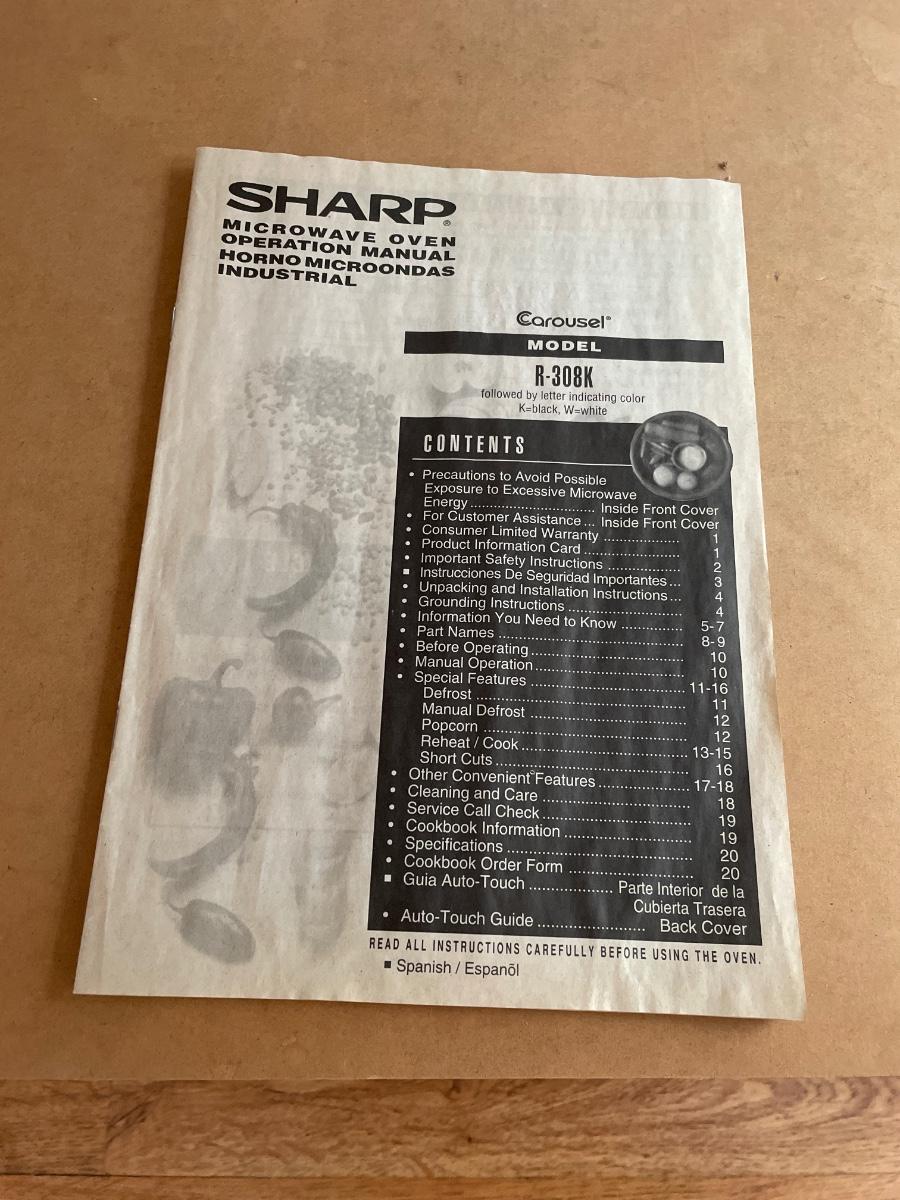 SHARP®
MICROWAVE OVEN
OPERATION MANUAL
HORNO MICROONDAS
INDUSTRIAL
Carousel®
MODEL
R-308K
followed by letter indicating color
K=black, W=white
CONTENTS
• Precautions to Avoid Possible
Exposure to Excessive Microwave
Energy .............................. Inside Front Cover
• For Customer Assistance ... Inside Front Cover
• Consumer Limited Warranty .................. 1
• Product Information Card ....................... 1
• Important Safety Instructions ................. 2
■ Instrucciones De Seguridad Importantes ... 3
• Unpacking and Installation Instructions .... 4
• Grounding Instructions ........................... 4
• Information You Need to Know .............. 5-7
• Part Names ............................................ 8-9
• Before Operating ..................................... 10
• Manual Operation ................................... 10
• Special Features ..................................... 11-16
Defrost .................................................. 11
Manual Defrost ...................................... 12
Popcorn ................................................. 12
Reheat / Cook ........................................ 13-15
Short Cuts .............................................. 16
• Other Convenient Features ..................... 17-18
• Cleaning and Care .................................. 18
• Service Call Check .................................. 19
• Cookbook Information ............................. 19
• Specifications ......................................... 20
• Cookbook Order Form ............................ 20
■ Guia Auto-Touch .................... Parte Interior de la
Cubierta Trasera
• Auto-Touch Guide .......................... Back Cover
READ ALL INSTRUCTIONS CAREFULLY BEFORE USING THE OVEN.
■ Spanish / Espanõl